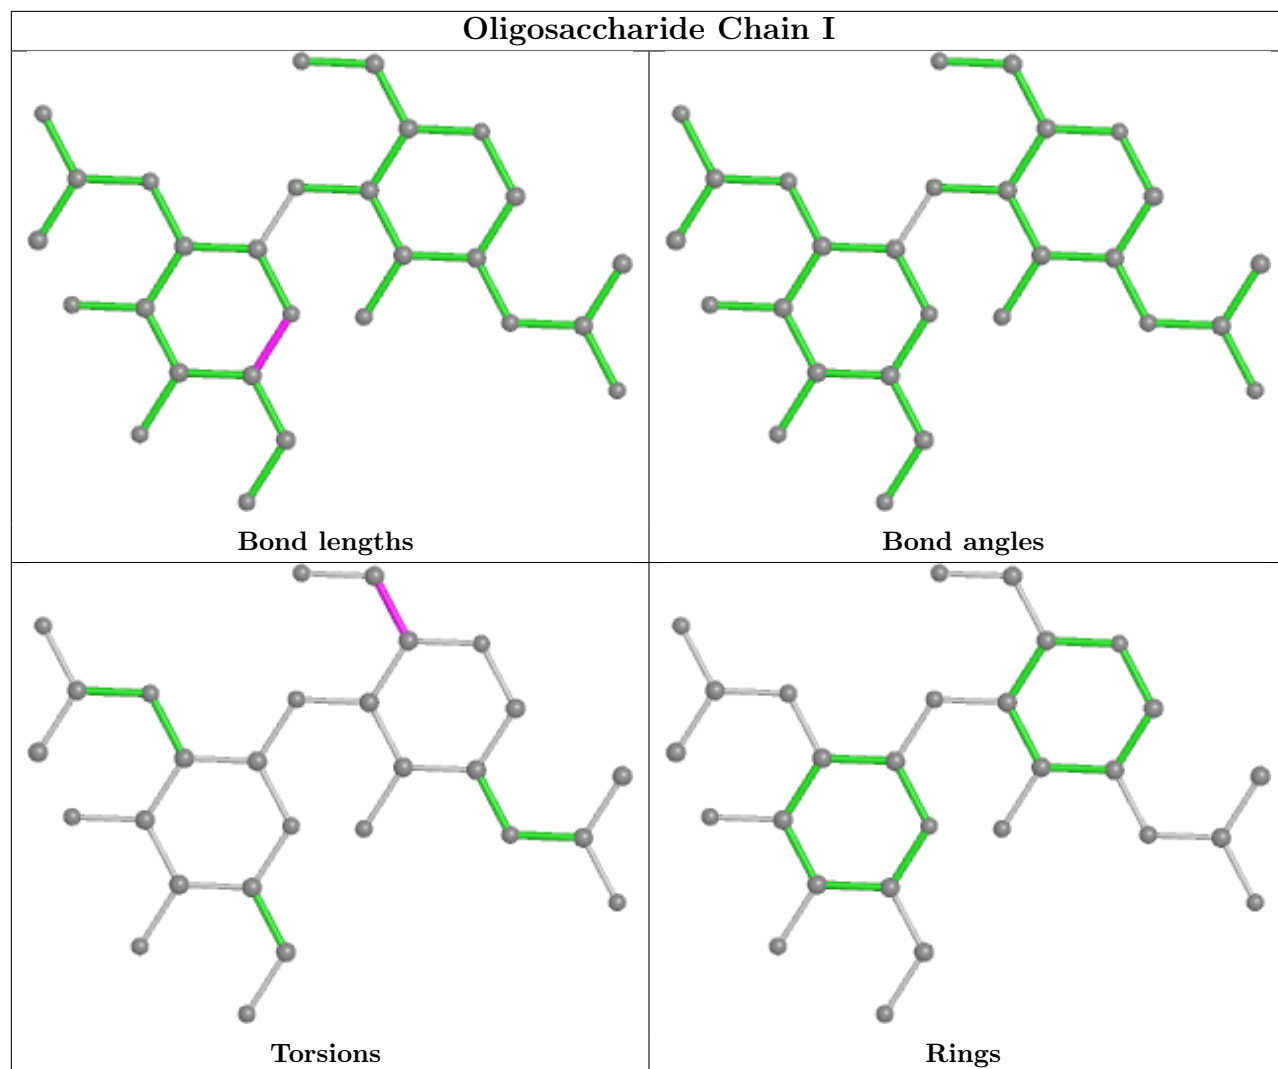 Oligosaccharide Chain I
Bond lengths
Bond angles
Torsions
Rings